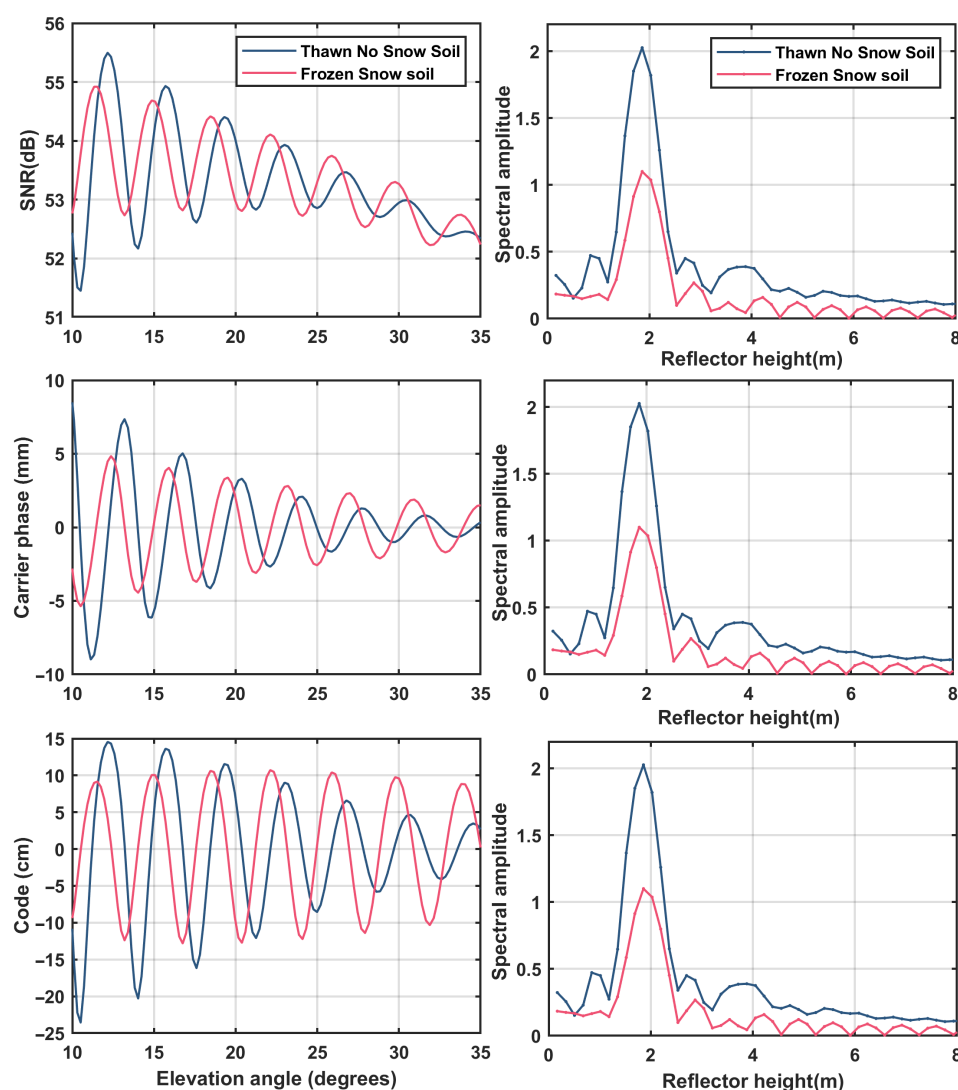 56
55
54
53
52
51
SNR(dB)
Thawn No Snow Soil
Frozen Snow soil
10 15 20 25 30 35
2
1.5
1
0.5
0
Spectral amplitude
Thawn No Snow Soil
Frozen Snow soil
0 2 4 6 8
Reflector height(m)
10
5
0
−5
−10
Carrier phase (mm)
10 15 20 25 30 35
2
1.5
1
0.5
0
Spectral amplitude
0 2 4 6 8
Reflector height(m)
15
10
5
0
−5
−10
−15
−20
−25
Code (cm)
10 15 20 25 30 35
Elevation angle (degrees)
2
1.5
1
0.5
0
Spectral amplitude
0 2 4 6 8
Reflector height(m)